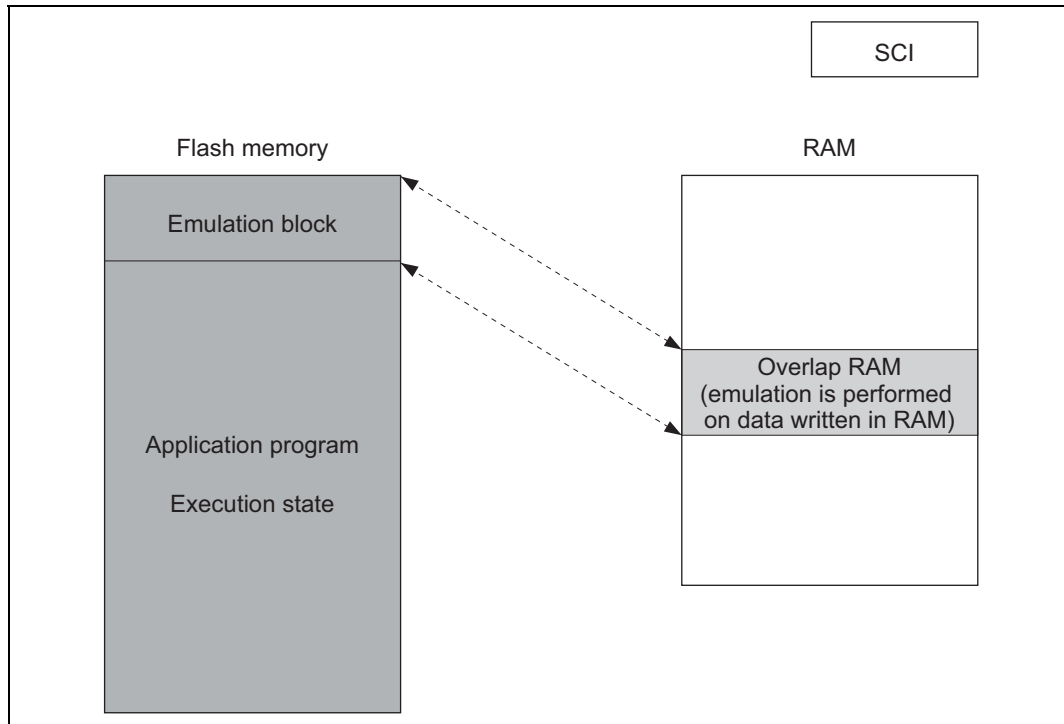 SCI
Flash memory
RAM
Emulation block
Overlap RAM
(emulation is performed
on data written in RAM)
Application program
Execution state